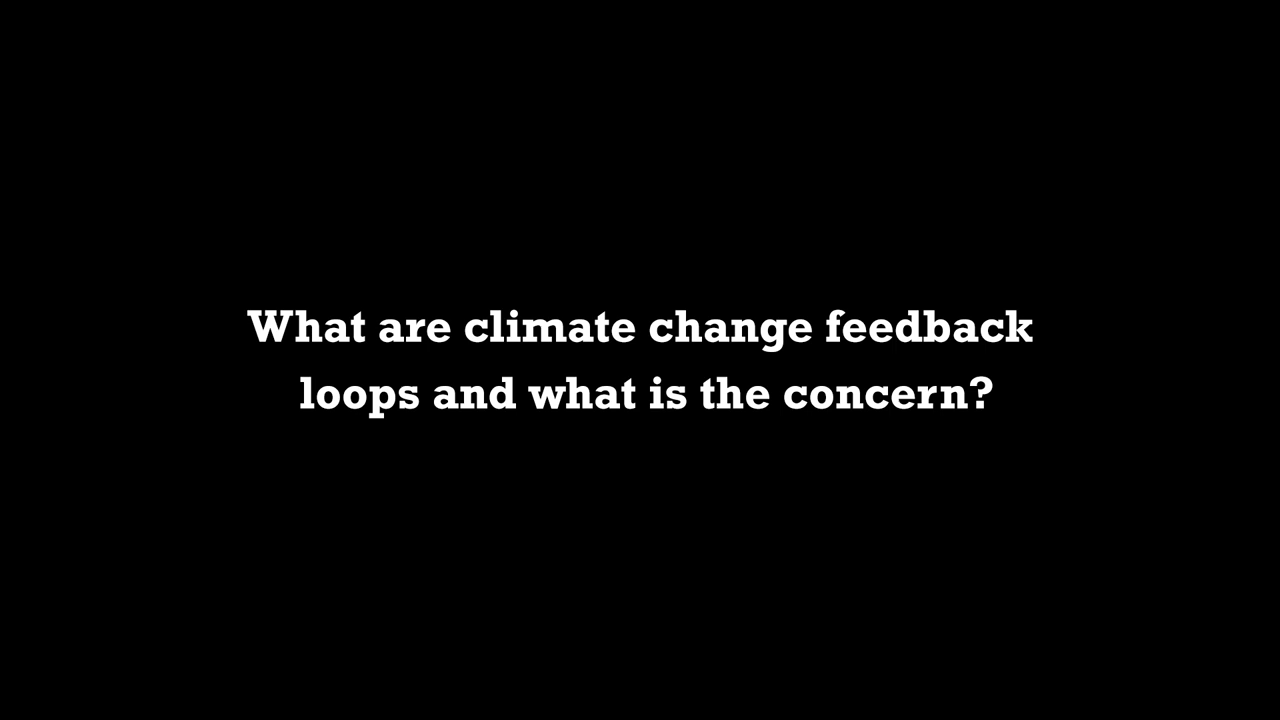 What are climate change feedback
loops and what is the concern?